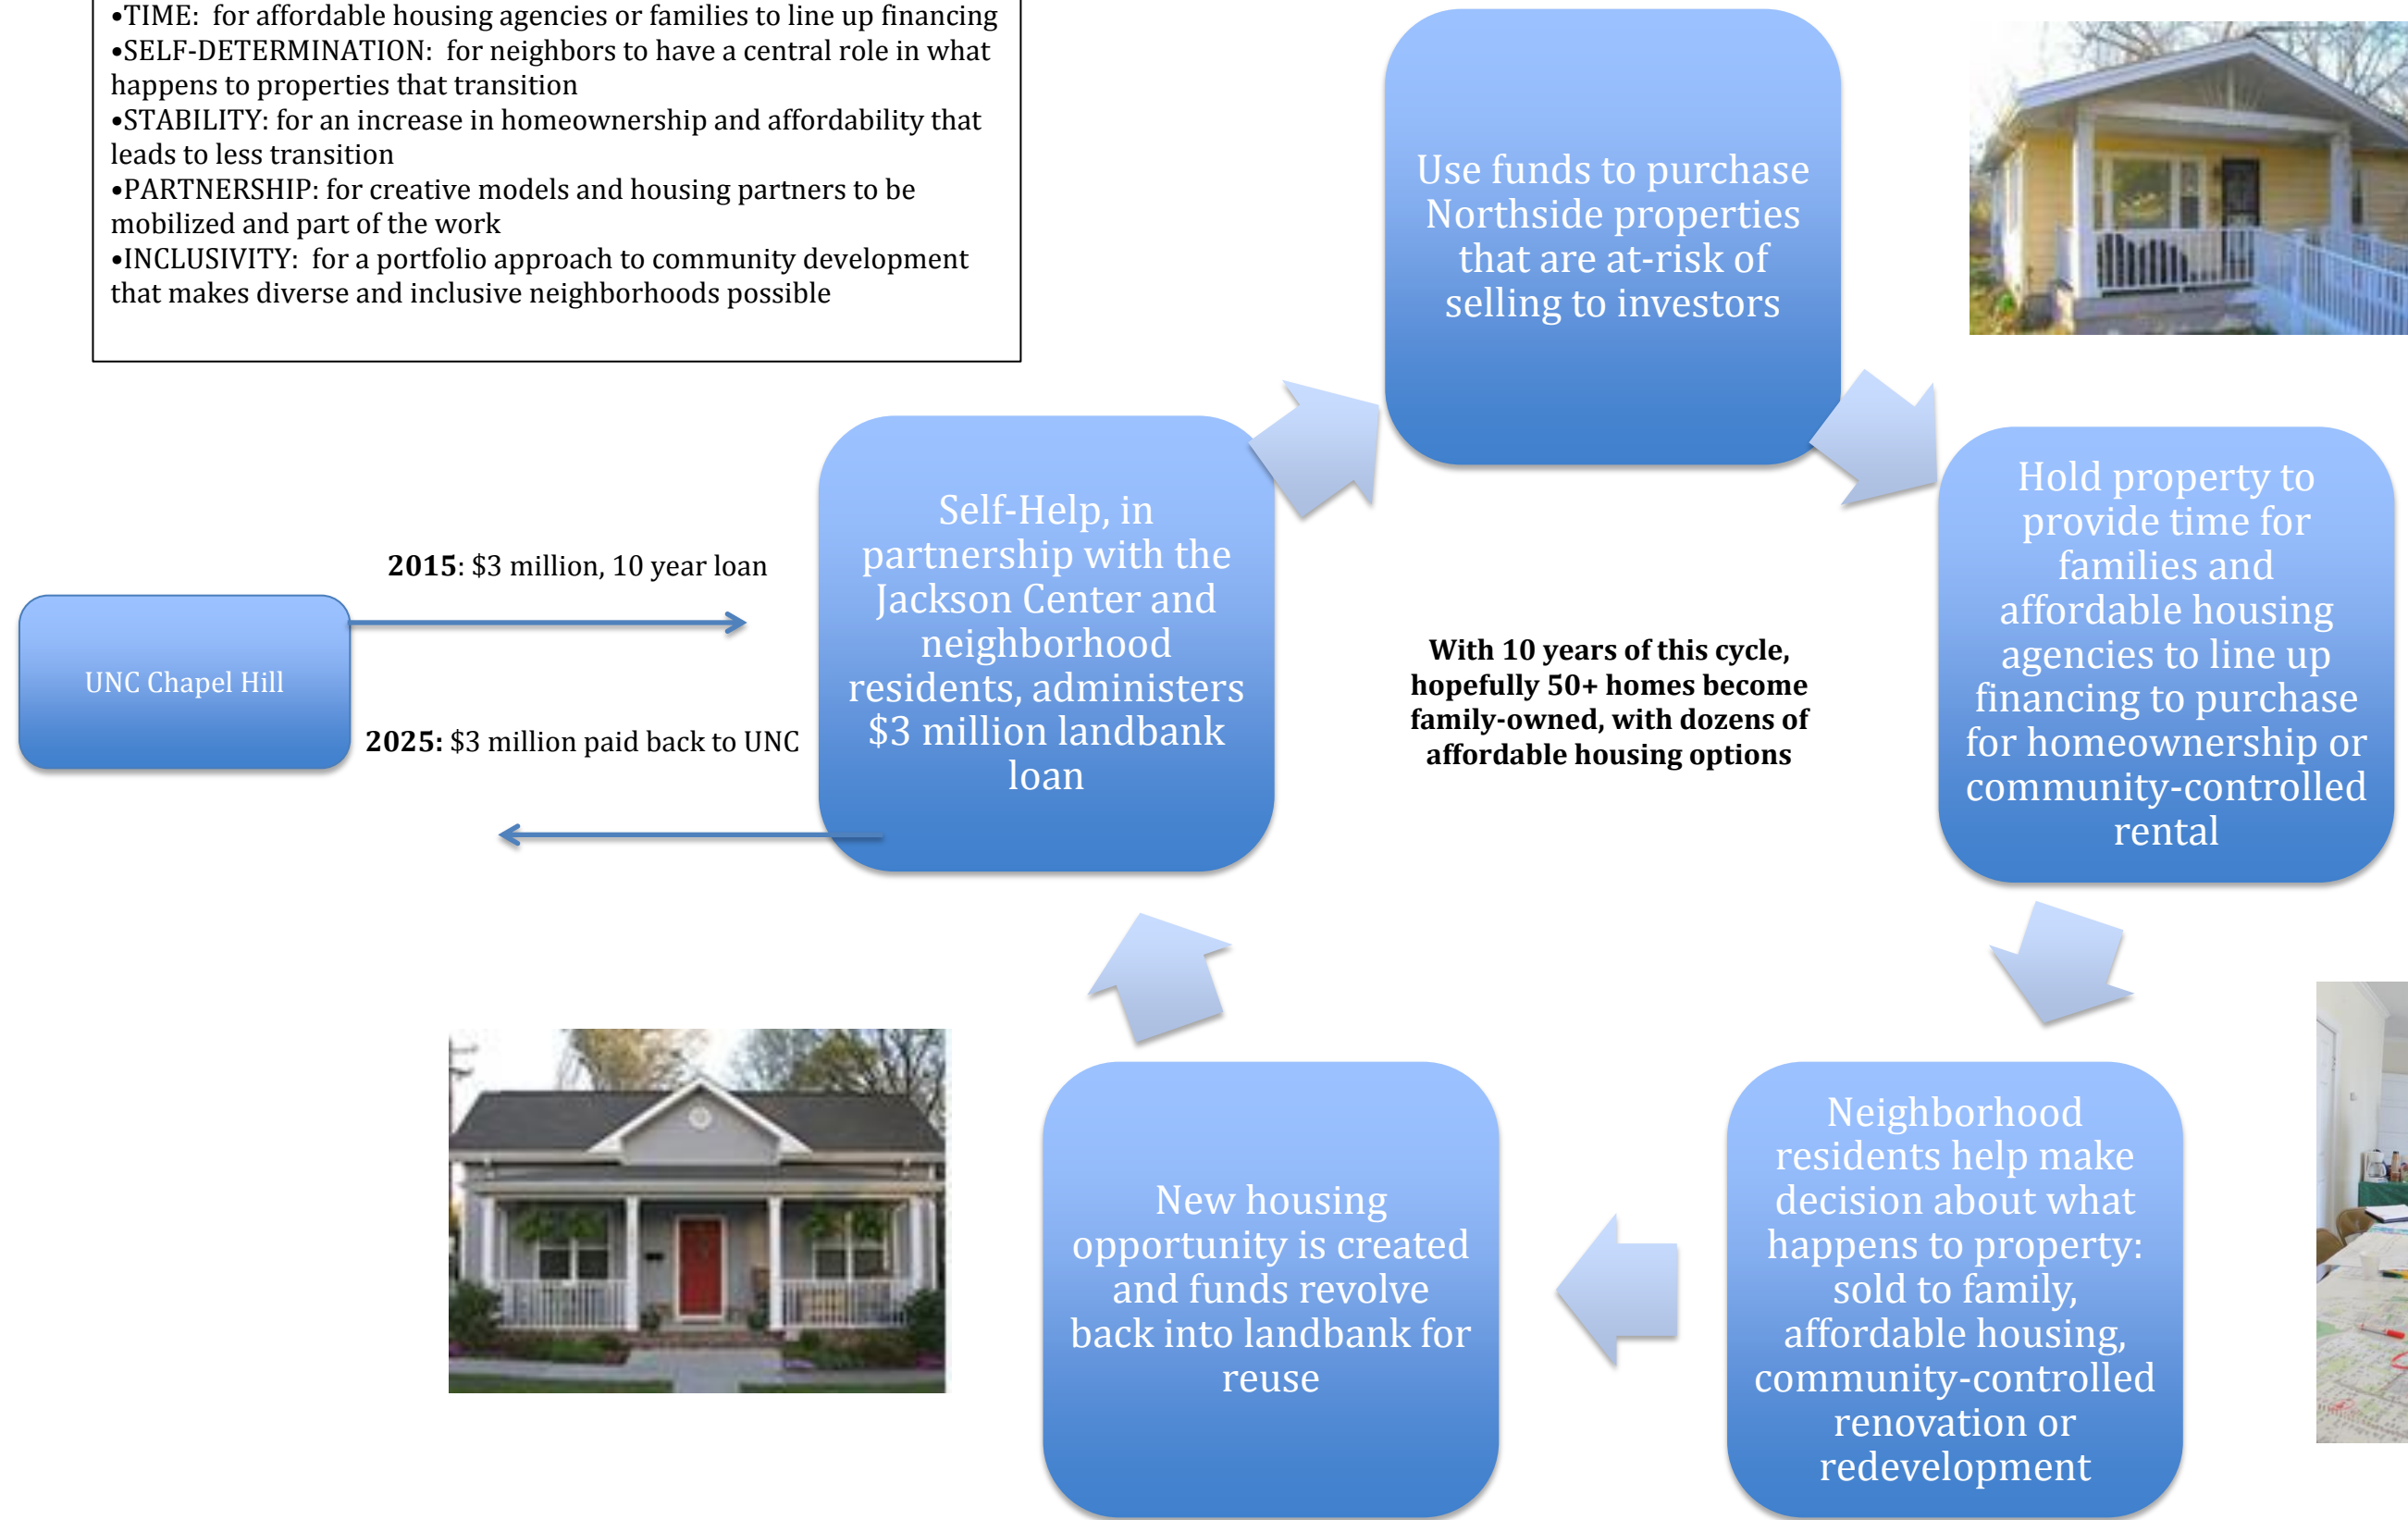 •TIME:  for affordable housing agencies or families to line up financing
•SELF-DETERMINATION:  for neighbors to have a central role in what
happens to properties that transition
•STABILITY: for an increase in homeownership and affordability that
leads to less transition
•PARTNERSHIP: for creative models and housing partners to be
mobilized and part of the work
•INCLUSIVITY:  for a portfolio approach to community development
that makes diverse and inclusive neighborhoods possible
Use funds to purchase
Northside properties
that are at-risk of
selling to investors
UNC Chapel Hill
2015: $3 million, 10 year loan
2025: $3 million paid back to UNC
Self-Help, in
partnership with the
Jackson Center and
neighborhood
residents, administers
$3 million landbank
loan
With 10 years of this cycle,
hopefully 50+ homes become
family-owned, with dozens of
affordable housing options
Hold property to
provide time for
families and
affordable housing
agencies to line up
financing to purchase
for homeownership or
community-controlled
rental
Neighborhood
residents help make
decision about what
happens to property:
sold to family,
affordable housing,
community-controlled
renovation or
redevelopment
New housing
opportunity is created
and funds revolve
back into landbank for
reuse